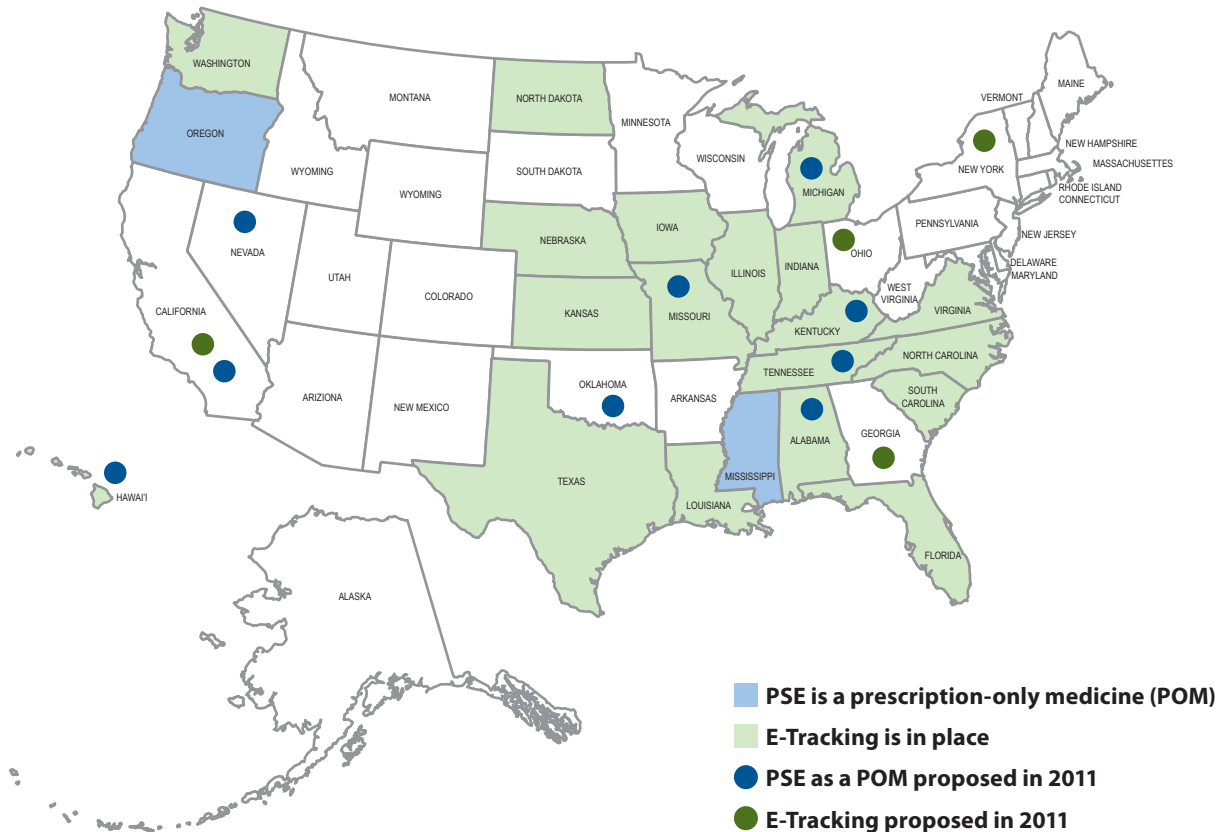 WASHINGTON
MONTANA
NORTH DAKOTA
MINNESOTA
VERMONT
MAINE
OREGON
WYOMING
WYOMING
SOUTH DAKOTA
WISCONSIN
MICHIGAN
NEW YORK
NEW HAMPSHIRE
MASSACHUSETTES
RHODE ISLAND
CONNECTICUT
NEVADA
UTAH
COLORADO
NEBRASKA
IOWA
ILLINOIS
INDIANA
OHIO
PENNSYLVANIA
NEW JERSEY
DELAWARE
MARYLAND
WEST
VIRGINIA
CALIFORNIA
KANSAS
MISSOURI
KENTUCKY
VIRGINIA
ARIZIONA
NEW MEXICO
OKLAHOMA
ARKANSAS
TENNESSEE
NORTH CAROLINA
SOUTH
CAROLINA
TEXAS
LOUISIANA
MISSISSIPPI
ALABAMA
GEORGIA
FLORIDA
HAWAI'I
ALASKA
PSE is a prescription-only medicine (POM)
E-Tracking is in place
PSE as a POM proposed in 2011
E-Tracking proposed in 2011